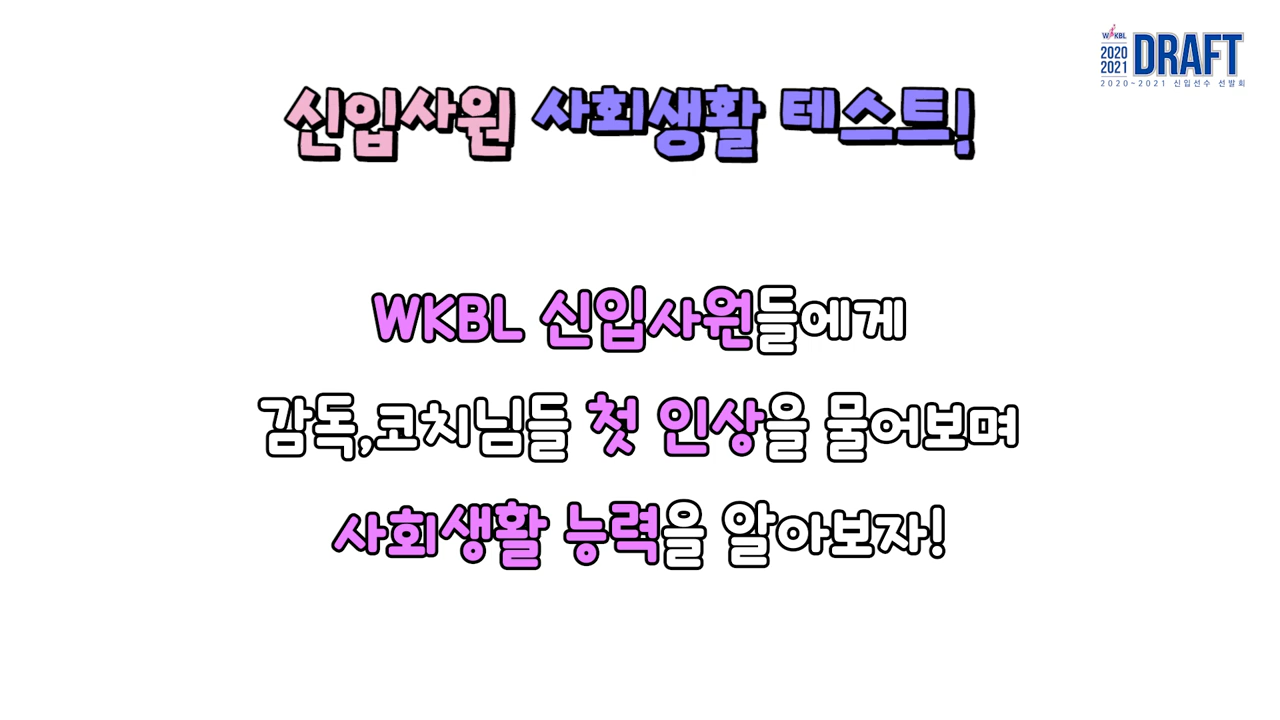 WKBL
2020
2021
DRAFT
2020-2021 신입선수 선발회
신입사원 사회생활 테스트!
WKBL 신입사원들에게
감독,코치님들 첫 인상을 물어보며
사회생활 능력을 알아보자!